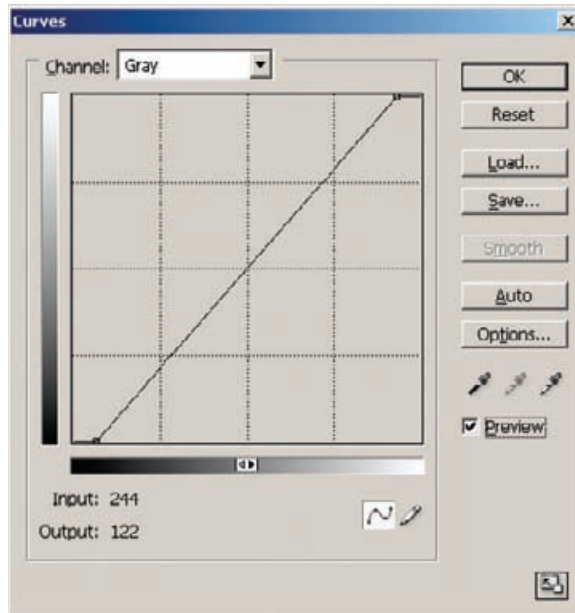 Curves
Channel: Gray
OK
Reset
Load...
Save...
Smooth
Auto
Options...
Preview
Input: 244
Output: 122